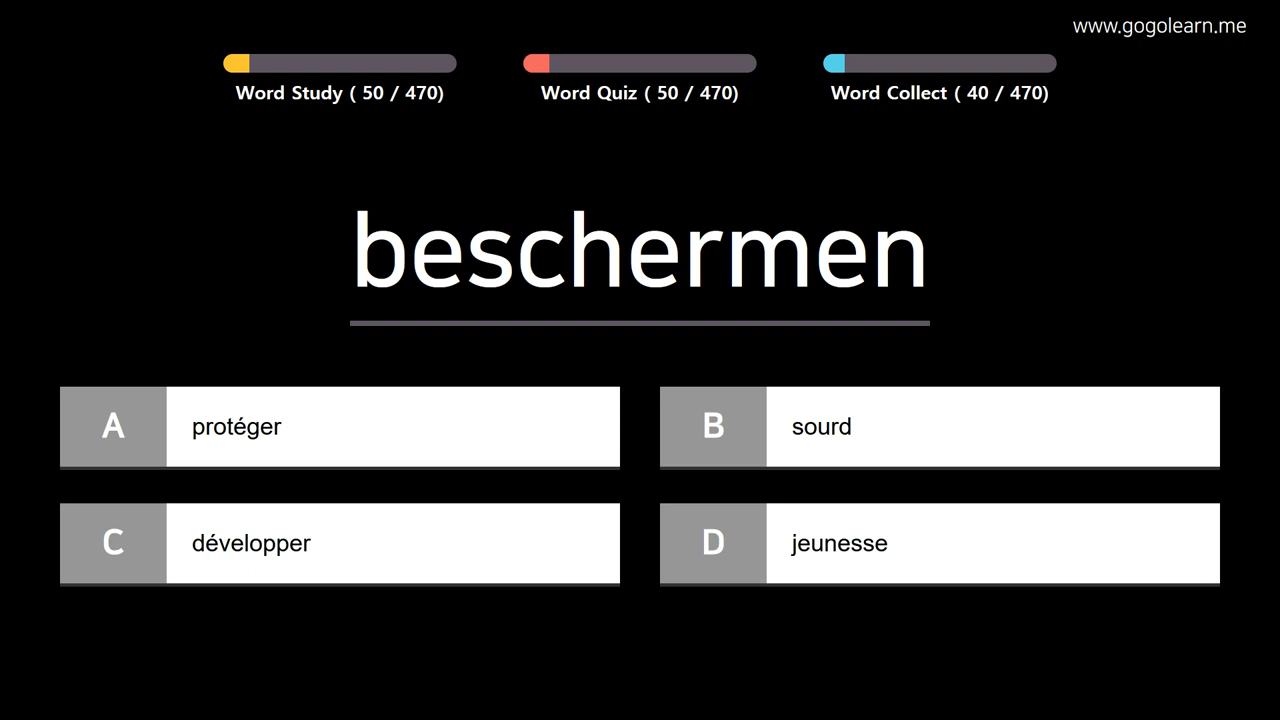 www.gogolearn.me
Word Study ( 50 / 470)
Word Quiz ( 50 / 470)
Word Collect ( 40 / 470)
beschermen
A protéger
B sourd
C développer
D jeunesse